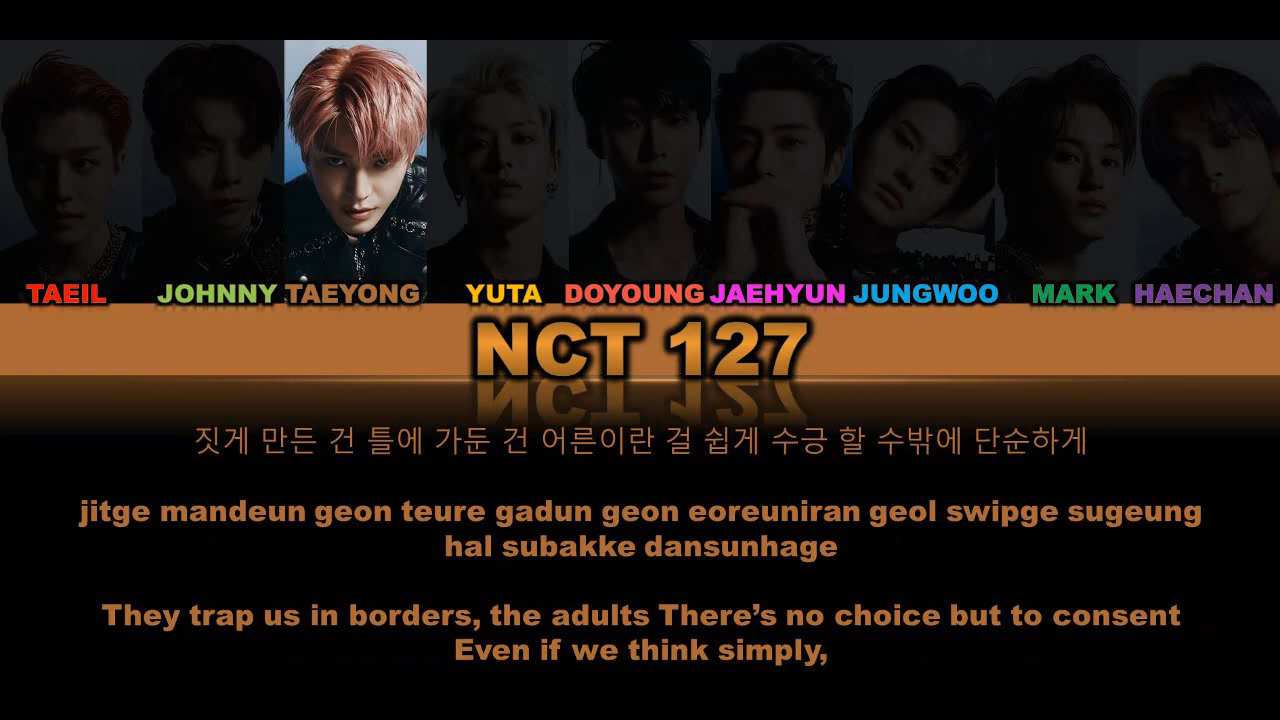 TAEIL JOHNNY TAEYONG YUTA DOYOUNG JAEHYUN JUNGWOO MARK HAECHAN
NCT 127
짓게 만든 건 틀에 가둔 건 어른이란 걸 쉽게 수긍 할 수밖에 단순하게
jitge mandeun geon teure gadun geon eoreuniran geol swipge sugeung
hal subakke dansunhage
They trap us in borders, the adults There’s no choice but to consent
Even if we think simply,